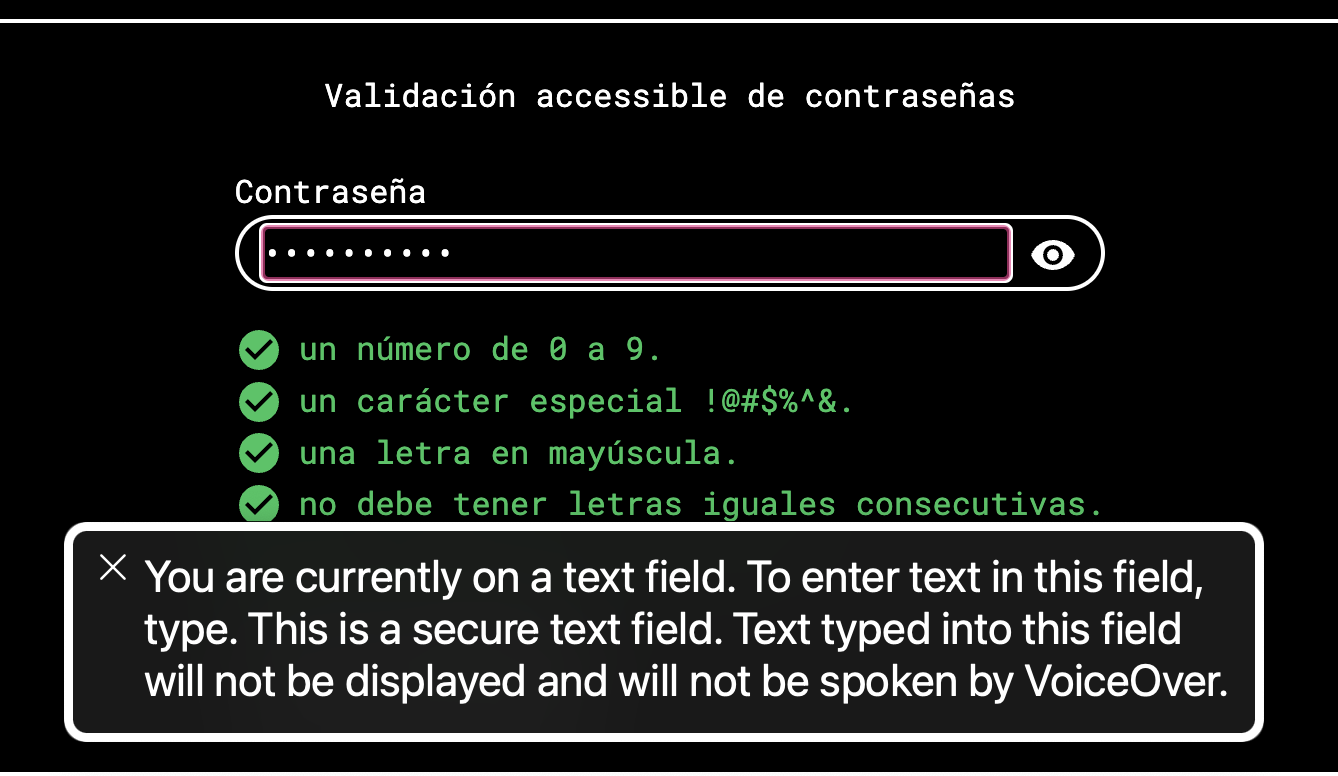 Validación accessible de contraseñas
Contraseña
••••••••••
un número de 0 a 9.
un carácter especial !@#$%^&.
una letra en mayúscula.
no debe tener letras iguales consecutivas.
You are currently on a text field. To enter text in this field,
type. This is a secure text field. Text typed into this field
will not be displayed and will not be spoken by VoiceOver.